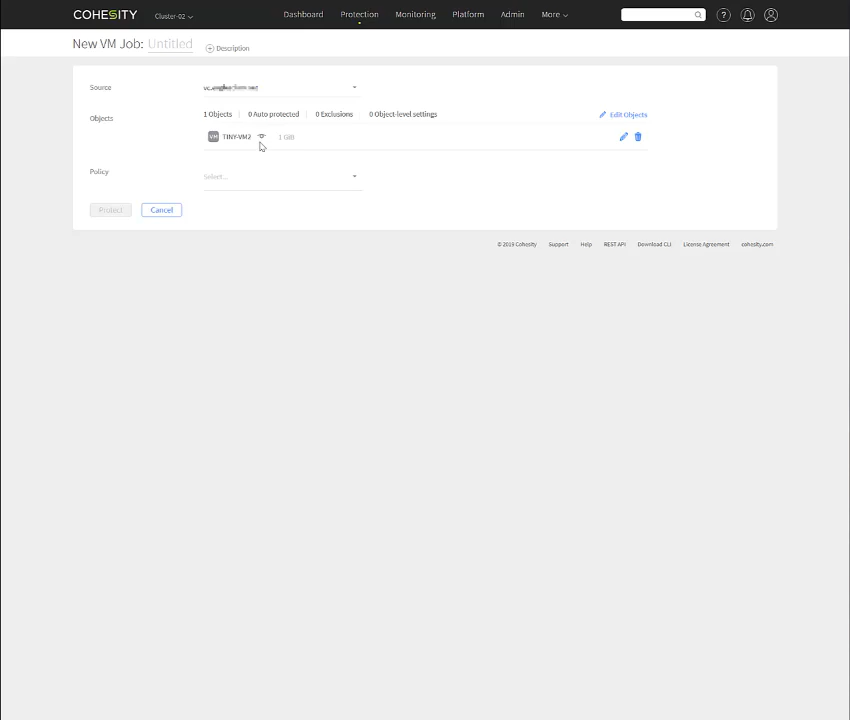 COHESITY Cluster-02 Dashboard Protection Monitoring Platform Admin More ?
New VM Job: Untitled + Description
Source
Objects 1 Objects 0 Auto protected 0 Exclusions 0 Object-level settings Edit Objects
VM TINY-VM2 1 GiB
Policy Select...
Protect Cancel
© 2019 Cohesity Support Help REST API Download CLI License Agreement cohesity.com